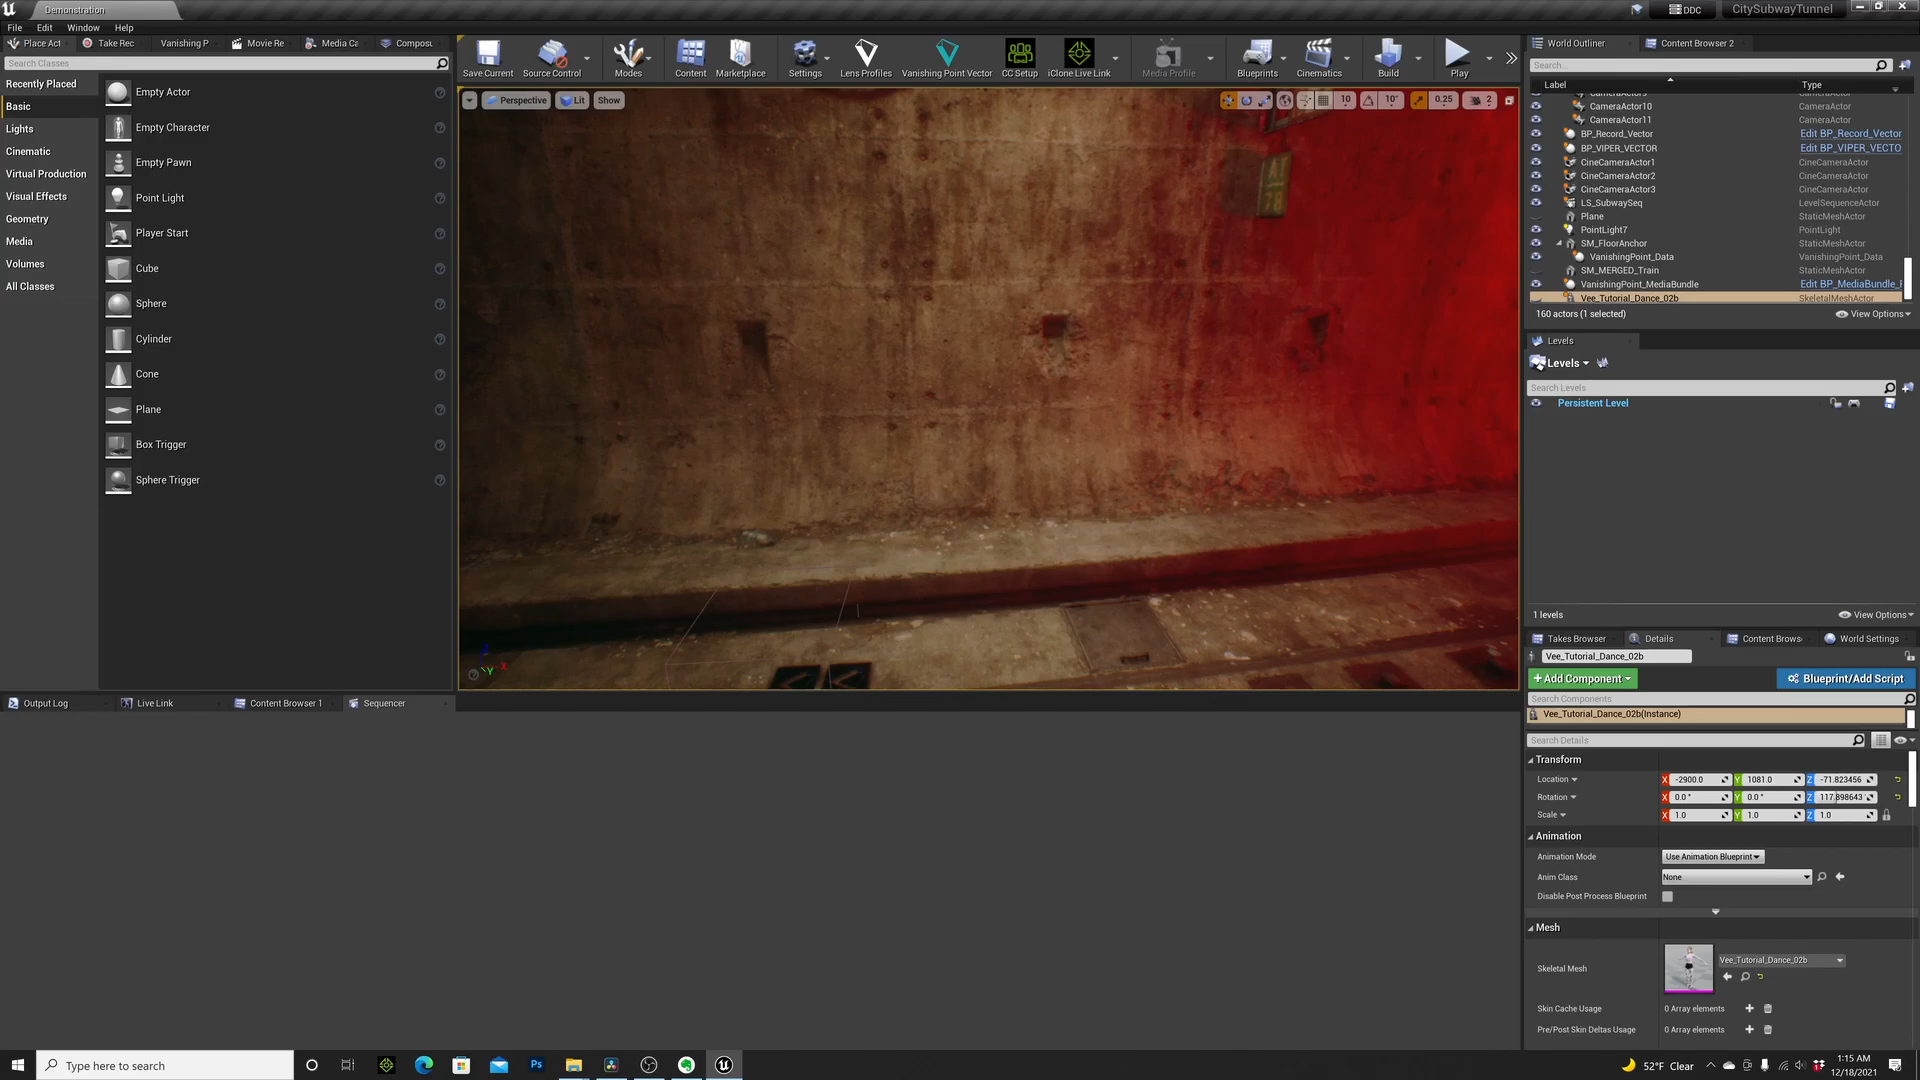 Demonstration
DDC
CitySubwayTunnel
File Edit Window Help
Place Act
Take Rec
Vanishing P
Movie Re
Media Ca
Compos
Search Classes
Recently Placed
Basic
Lights
Cinematic
Virtual Production
Visual Effects
Geometry
Media
Volumes
All Classes
Empty Actor
Empty Character
Empty Pawn
Point Light
Player Start
Cube
Sphere
Cylinder
Cone
Plane
Box Trigger
Sphere Trigger
Save Current
Source Control
Modes
Content
Marketplace
Settings
Lens Profiles
Vanishing Point Vector
CC Setup
iClone Live Link
Media Profile
Blueprints
Cinematics
Build
Play
Perspective
Lit
Show
10
10°
0.25
2
78
World Outliner
Content Browser 2
Search...
Label Type
CameraActor10 CameraActor
CameraActor11 CameraActor
BP_Record_Vector Edit BP_Record_Vector
BP_VIPER_VECTOR Edit BP_VIPER_VECTO
CineCameraActor1 CineCameraActor
CineCameraActor2 CineCameraActor
CineCameraActor3 CineCameraActor
LS_SubwaySeq LevelSequenceActor
Plane StaticMeshActor
PointLight7 PointLight
SM_FloorAnchor StaticMeshActor
VanishingPoint_Data VanishingPoint_Data
SM_MERGED_Train StaticMeshActor
VanishingPoint_MediaBundle Edit BP_MediaBundle_F
Vee_Tutorial_Dance_02b SkeletalMeshActor
160 actors (1 selected)
View Options
Levels
Levels
Search Levels
Persistent Level
1 levels
View Options
Takes Browser
Details
Content Brows
World Settings
Vee_Tutorial_Dance_02b
+ Add Component
Blueprint/Add Script
Search Components
Vee_Tutorial_Dance_02b(Instance)
Search Details
Transform
Location X -2900.0 Y 1081.0 Z -71.823456
Rotation X 0.0 ° Y 0.0 ° Z 117.898643
Scale X 1.0 Y 1.0 Z 1.0
Animation
Animation Mode Use Animation Blueprint
Anim Class None
Disable Post Process Blueprint
Mesh
Skeletal Mesh Vee_Tutorial_Dance_02b
Skin Cache Usage 0 Array elements
Pre/Post Skin Deltas Usage 0 Array elements
Output Log
Live Link
Content Browser 1
Sequencer
Z
X
Y
Type here to search
Ps
52°F Clear
1:15 AM
12/18/2021